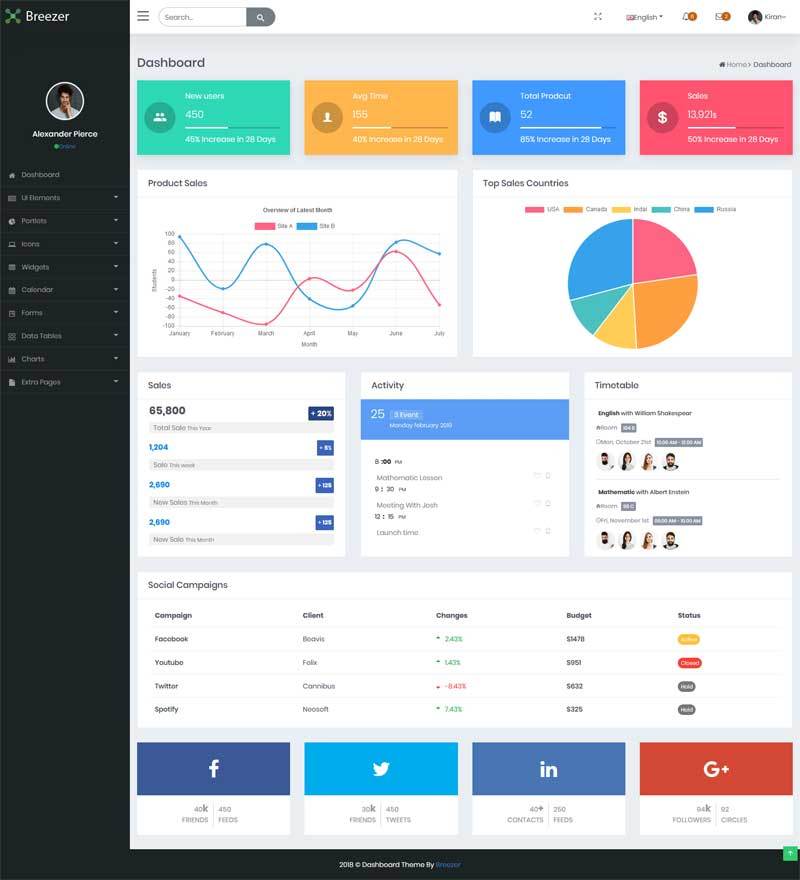 Breezer
Search...
English
6
2
Kiran
Alexander Pierce
Online
Dashboard
UI Elements
Portlets
Icons
Widgets
Calendar
Forms
Data Tables
Charts
Extra Pages
Dashboard
Home > Dashboard
New users
450
45% Increase in 28 Days
Avg Time
155
40% Increase in 28 Days
Total Prodcut
52
85% Increase in 28 Days
Sales
13,921$
50% Increase in 28 Days
Product Sales
Overview of Latest Month
Site A Site B
100
80
60
40
20
0
-20
-40
-60
-80
-100
Students
January February March April May June July
Month
Top Sales Countries
USA Canada Indai China Russia
Sales
65,800 + 20%
Total Sale This Year
1,204 + 5%
Sale This week
2,690 + 125
New Sales This Month
2,690 + 125
New Sale This Month
Activity
25 3 Event
Monday february 2019
8 :00 PM
Mathematic Lesson
9 : 30 PM
Meeting With Josh
12 : 15 PM
Launch time
Timetable
English with William Shakespear
Room 104 B
Mon, October 21st 10.00 AM - 12.00 AM
Mathematic with Albert Enstein
Room 98 C
Fri, November 1st 09.00 AM - 10.00 AM
Social Campaigns
Campaign Client Changes Budget Status
Facebook Beavis 2.43% $1478 Active
Youtube Felix 1.43% $951 Closed
Twitter Cannibus -8.43% $632 Hold
Spotify Neosoft 7.43% $325 Hold
40k 450
FRIENDS FEEDS
30k 450
FRIENDS TWEETS
40+ 250
CONTACTS FEEDS
94k 92
FOLLOWERS CIRCLES
2018 © Dashboard Theme By Breezer